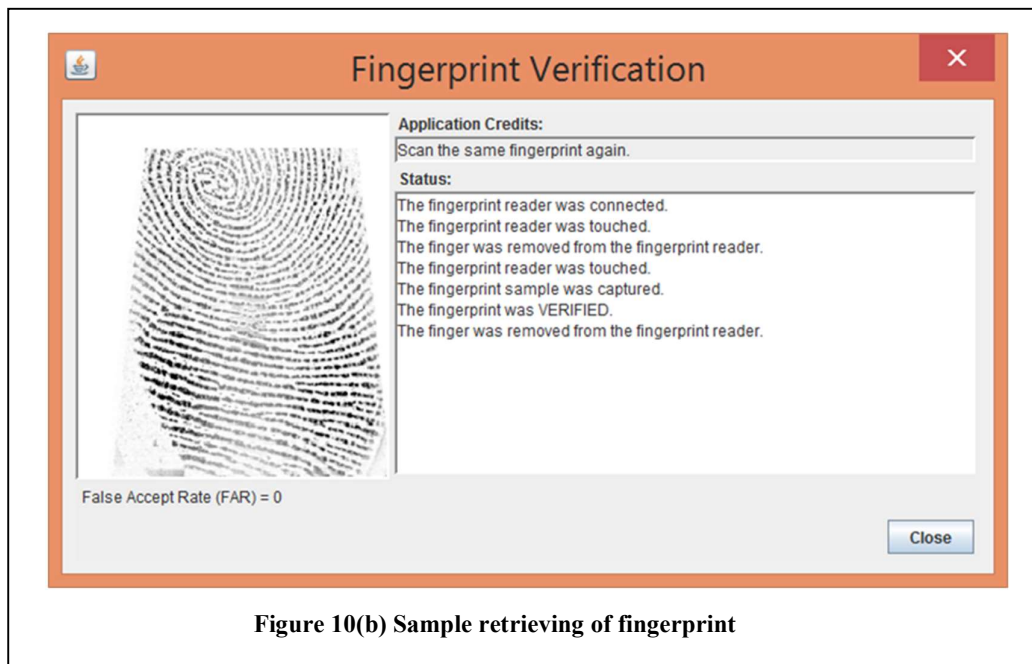 Fingerprint Verification
Application Credits:
Scan the same fingerprint again.
Status:
The fingerprint reader was connected.
The fingerprint reader was touched.
The finger was removed from the fingerprint reader.
The fingerprint reader was touched.
The fingerprint sample was captured.
The fingerprint was VERIFIED.
The finger was removed from the fingerprint reader.
False Accept Rate (FAR) = 0
Close
Figure 10(b) Sample retrieving of fingerprint